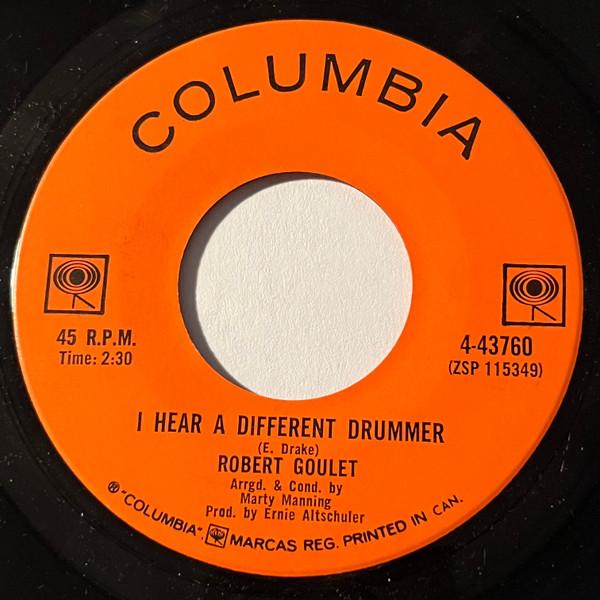 COLUMBIA
45 R.P.M.
Time: 2:30
4-43760
(ZSP 115349)
I HEAR A DIFFERENT DRUMMER
(E. Drake)
ROBERT GOULET
Arrgd. & Cond. by
Marty Manning
Prod. by Ernie Altschuler
® "COLUMBIA", MARCAS REG. PRINTED IN CAN.